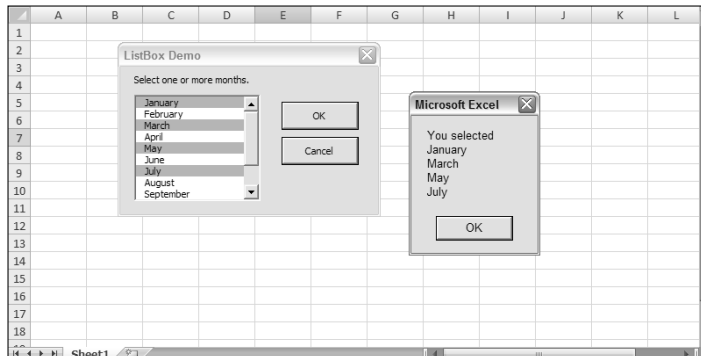 A B C D E F G H I J K L
1
2
3
4
5
6
7
8
9
10
11
12
13
14
15
16
17
18
ListBox Demo
Select one or more months.
January
February
March
April
May
June
July
August
September
OK
Cancel
Microsoft Excel
You selected
January
March
May
July
OK
Sheet1